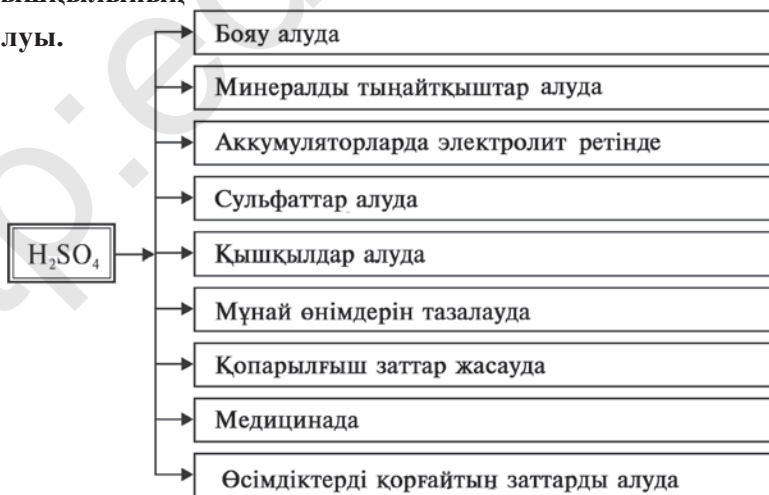 луы.
Бояу алуда
Минералды тыңайтқыштар алуда
Аккумуляторларда электролит ретінде
Сульфаттар алуда
H₂SO₄
Қышқылдар алуда
Мұнай өнімдерін тазалауда
Қопарылғыш заттар жасауда
Медицинада
Өсімдіктерді қорғайтын заттарды алуда